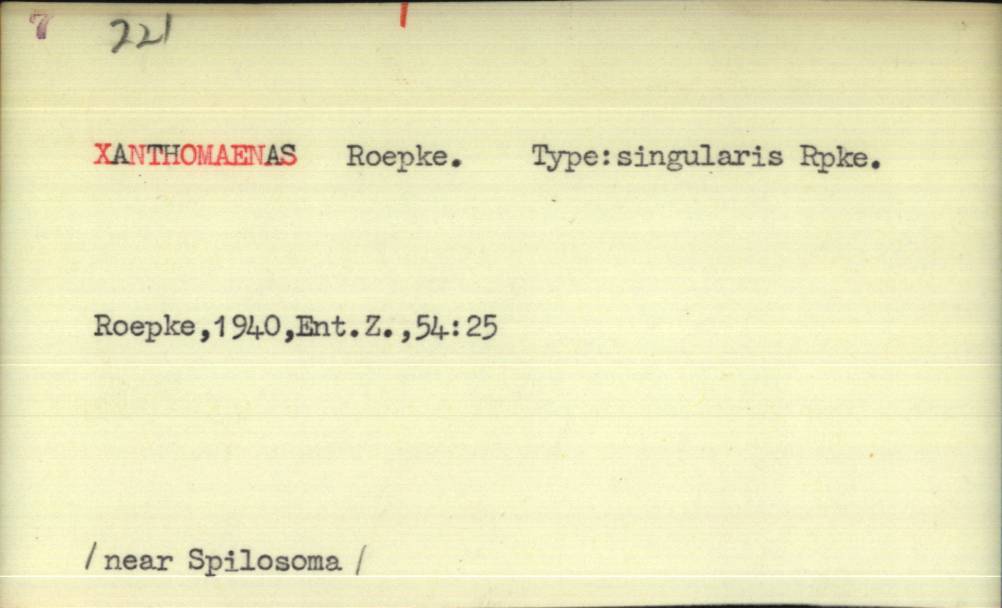 7 221
XANTHOMAENAS Roepke. Type:singularis Rpke.
Roepke,1940,Ent.Z.,54:25
/near Spilosoma/